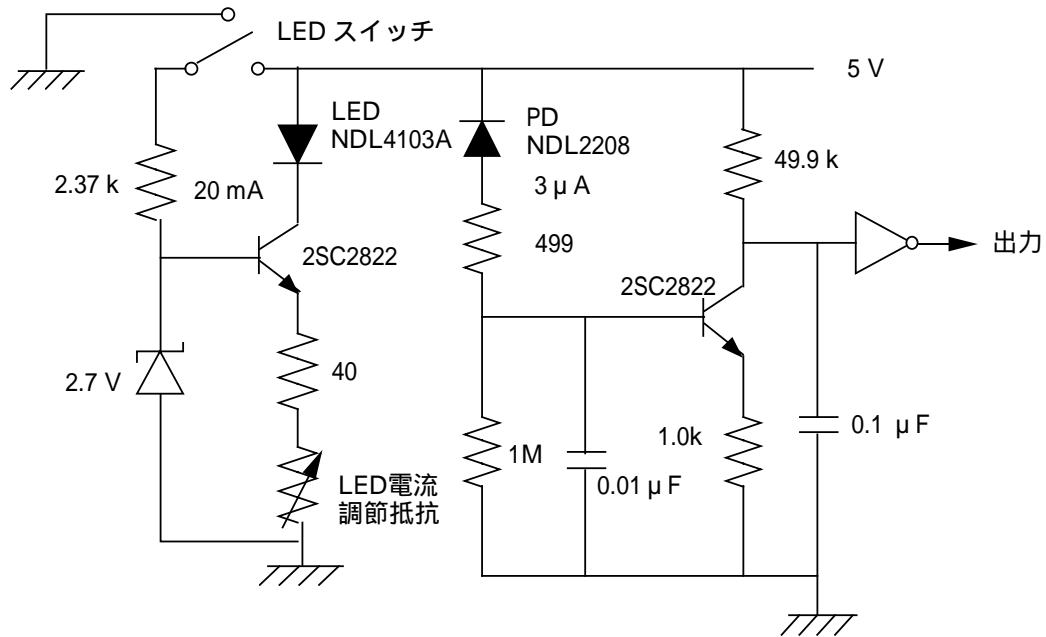 LED スイッチ
5 V
LED
NDL4103A
PD
NDL2208
49.9 k
2.37 k
20 mA
3 μ A
499
2SC2822
出力
2SC2822
2.7 V
40
1M
1.0k
0.1 μ F
0.01 μ F
LED電流
調節抵抗